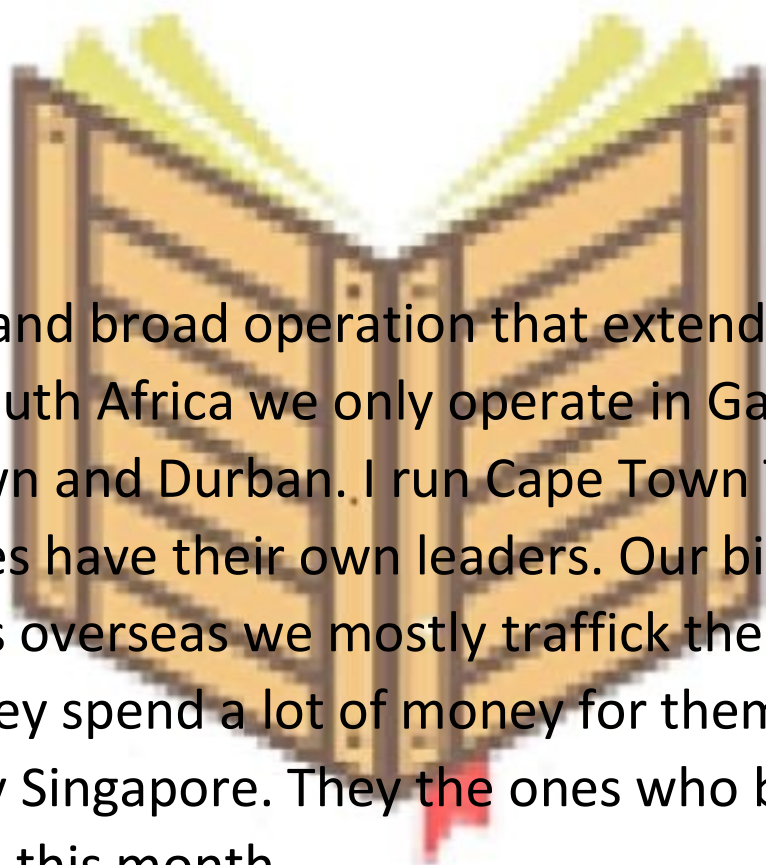 and broad operation that extend
uth Africa we only operate in Ga
n and Durban. I run Cape Town
es have their own leaders. Our bi
s overseas we mostly traffick the
ey spend a lot of money for them
Singapore. They the ones who b
this month